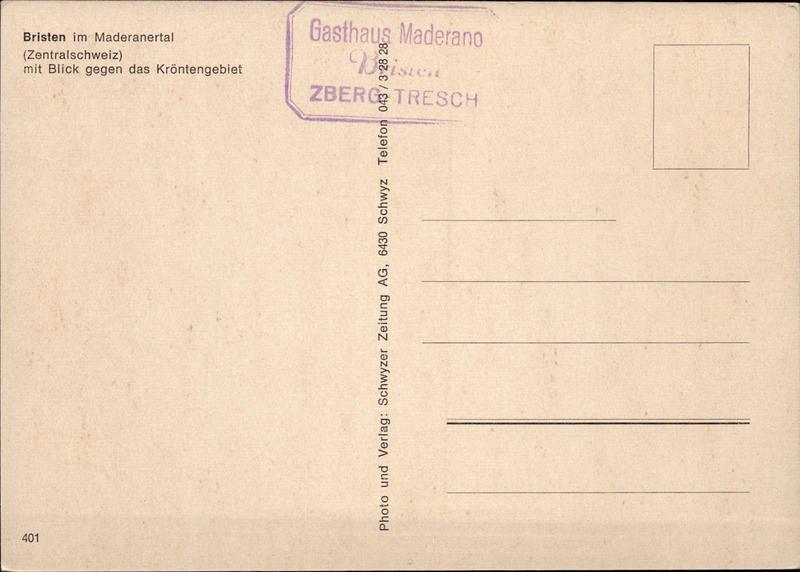 Bristen im Maderanertal
(Zentralschweiz)
mit Blick gegen das Kröntengebiet
Gasthaus Maderano
Bristen
ZBERG TRESCH
Photo und Verlag: Schwyzer Zeitung AG, 6430 Schwyz Telefon 043 / 3 28 28
401